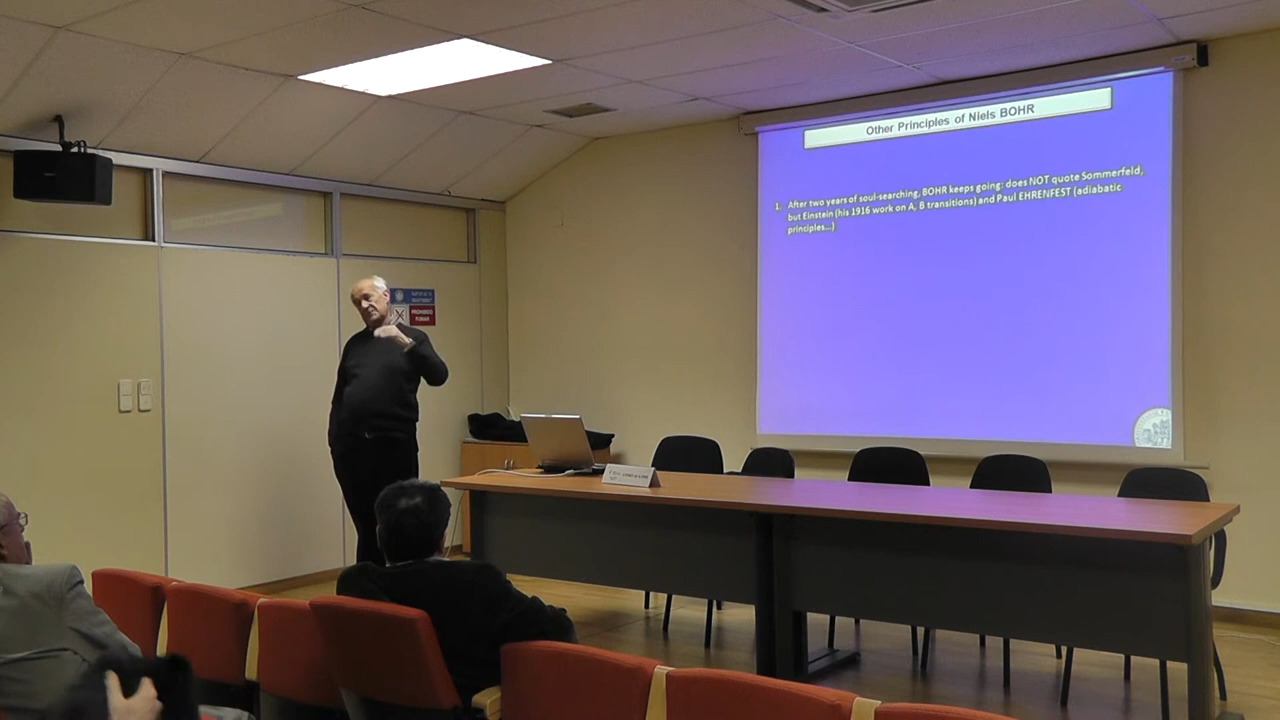 Other Principles of Niels BOHR
1. After two years of soul-searching, BOHR keeps going: does NOT quote Sommerfeld,
but Einstein (his 1916 work on A, B transitions) and Paul EHRENFEST (adiabatic
principles...)
PROHIBIDO
FUMAR